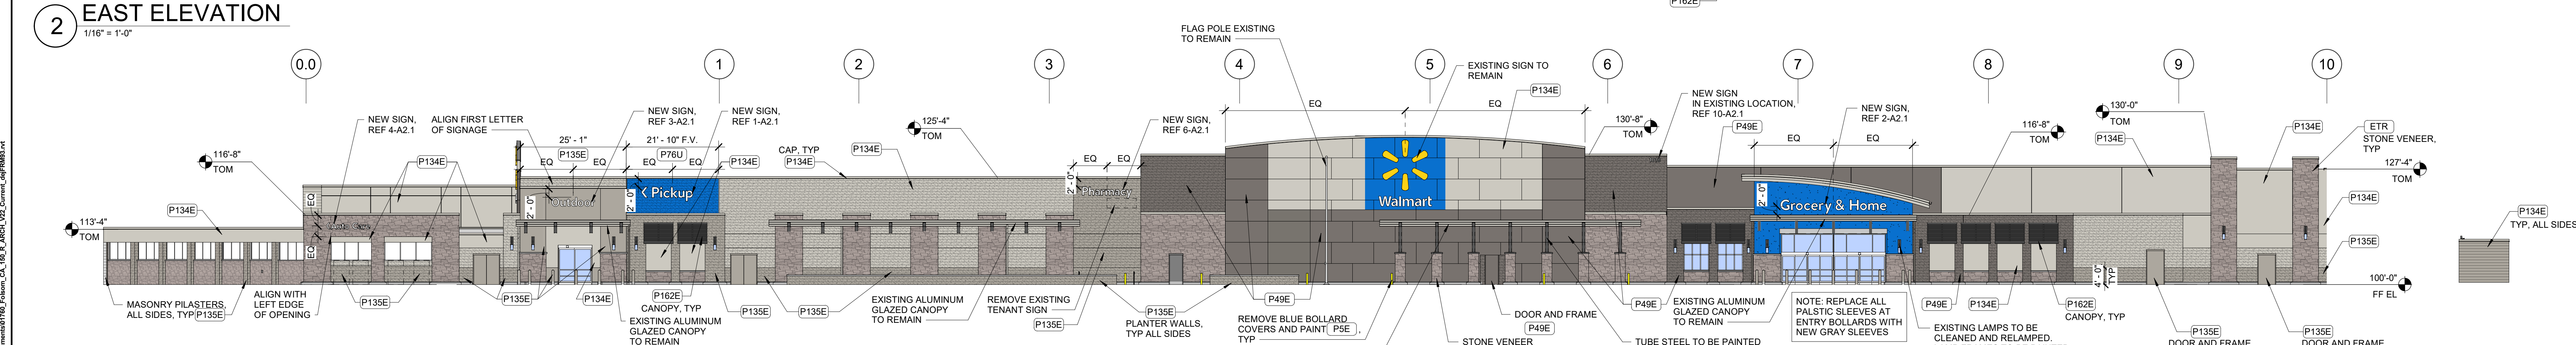 2
EAST ELEVATION
1/16" = 1'-0"
P162E
FLAG POLE EXISTING
TO REMAIN
0.0
1
2
3
4
5
6
7
8
9
10
EXISTING SIGN TO
REMAIN
P134E
EQ
EQ
NEW SIGN,
REF 4-A2.1
ALIGN FIRST LETTER
OF SIGNAGE
NEW SIGN,
REF 3-A2.1
NEW SIGN,
REF 1-A2.1
25' - 1"
21' - 10" F.V.
P135E
P76U
EQ
EQ
EQ
EQ
P134E
CAP, TYP
P134E
P134E
125'-4"
TOM
NEW SIGN,
REF 6-A2.1
EQ
EQ
130'-8"
TOM
NEW SIGN
IN EXISTING LOCATION,
REF 10-A2.1
P49E
NEW SIGN,
REF 2-A2.1
EQ
EQ
116'-8"
TOM
130'-0"
TOM
P134E
P134E
ETR
STONE VENEER,
TYP
127'-4"
TOM
116'-8"
TOM
P134E
P134E
113'-4"
TOM
EQ
EQ
Auto Care
2' - 0"
Outdoor
2' - 0"
Pickup
2' - 0"
Pharmacy
Walmart
2' - 0"
Grocery & Home
P134E
P135E
P134E
TYP, ALL SIDES
4' - 0"
TYP
100'-0"
FF EL
MASONRY PILASTERS,
ALL SIDES, TYP
P135E
ALIGN WITH
LEFT EDGE
OF OPENING
P135E
P135E
P134E
P162E
CANOPY, TYP
EXISTING ALUMINUM
GLAZED CANOPY
TO REMAIN
P135E
P135E
EXISTING ALUMINUM
GLAZED CANOPY
TO REMAIN
REMOVE EXISTING
TENANT SIGN
P135E
P135E
PLANTER WALLS,
TYP ALL SIDES
P49E
REMOVE BLUE BOLLARD
COVERS AND PAINT P5E ,
TYP
STONE VENEER
DOOR AND FRAME
P49E
TUBE STEEL TO BE PAINTED
P49E
EXISTING ALUMINUM
GLAZED CANOPY
TO REMAIN
NOTE: REPLACE ALL
PALSTIC SLEEVES AT
ENTRY BOLLARDS WITH
NEW GRAY SLEEVES
P49E
P134E
P162E
CANOPY, TYP
EXISTING LAMPS TO BE
CLEANED AND RELAMPED.
P135E
DOOR AND FRAME
P135E
DOOR AND FRAME